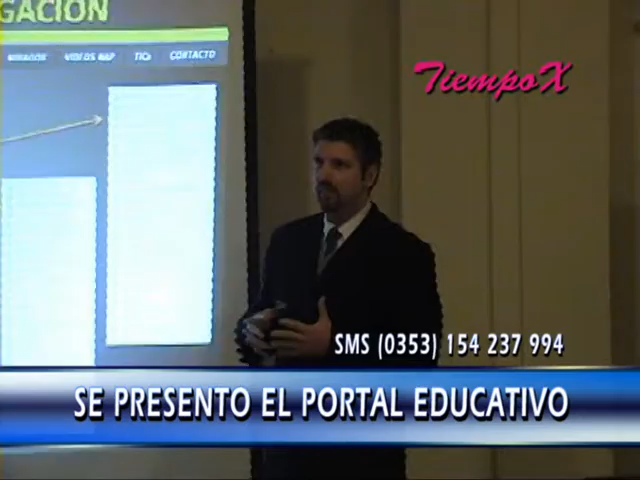 GACION
MIRADOR VIDEOS MAP TICs CONTACTO
TiempoX
SMS (0353) 154 237 994
SE PRESENTO EL PORTAL EDUCATIVO